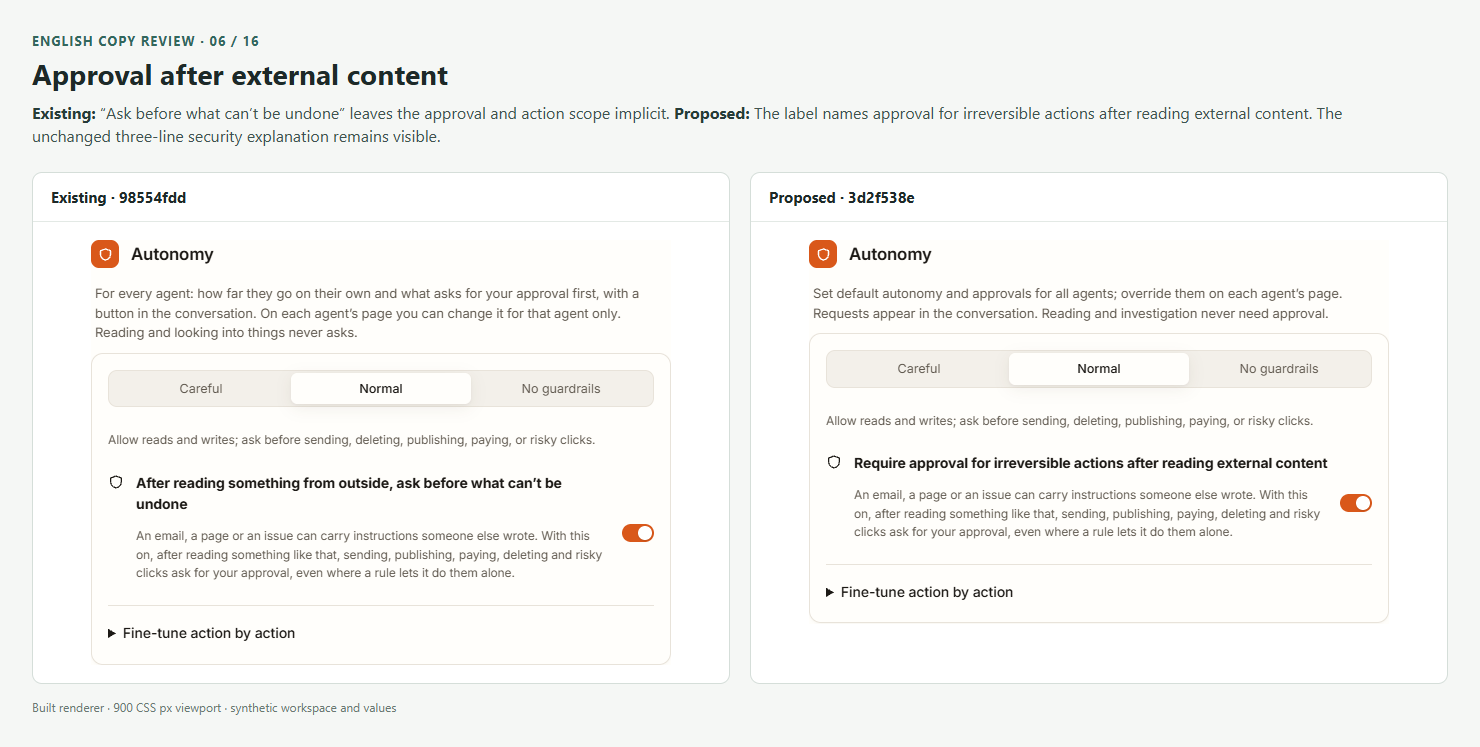 ENGLISH COPY REVIEW · 06 / 16
Approval after external content
Existing: “Ask before what can’t be undone” leaves the approval and action scope implicit. Proposed: The label names approval for irreversible actions after reading external content. The
unchanged three-line security explanation remains visible.
Existing · 98554fdd
Autonomy
For every agent: how far they go on their own and what asks for your approval first, with a
button in the conversation. On each agent’s page you can change it for that agent only.
Reading and looking into things never asks.
Careful
Normal
No guardrails
Allow reads and writes; ask before sending, deleting, publishing, paying, or risky clicks.
After reading something from outside, ask before what can’t be
undone
An email, a page or an issue can carry instructions someone else wrote. With this
on, after reading something like that, sending, publishing, paying, deleting and risky
clicks ask for your approval, even where a rule lets it do them alone.
Fine-tune action by action
Proposed · 3d2f538e
Autonomy
Set default autonomy and approvals for all agents; override them on each agent’s page.
Requests appear in the conversation. Reading and investigation never need approval.
Careful
Normal
No guardrails
Allow reads and writes; ask before sending, deleting, publishing, paying, or risky clicks.
Require approval for irreversible actions after reading external content
An email, a page or an issue can carry instructions someone else wrote. With this
on, after reading something like that, sending, publishing, paying, deleting and risky
clicks ask for your approval, even where a rule lets it do them alone.
Fine-tune action by action
Built renderer · 900 CSS px viewport · synthetic workspace and values